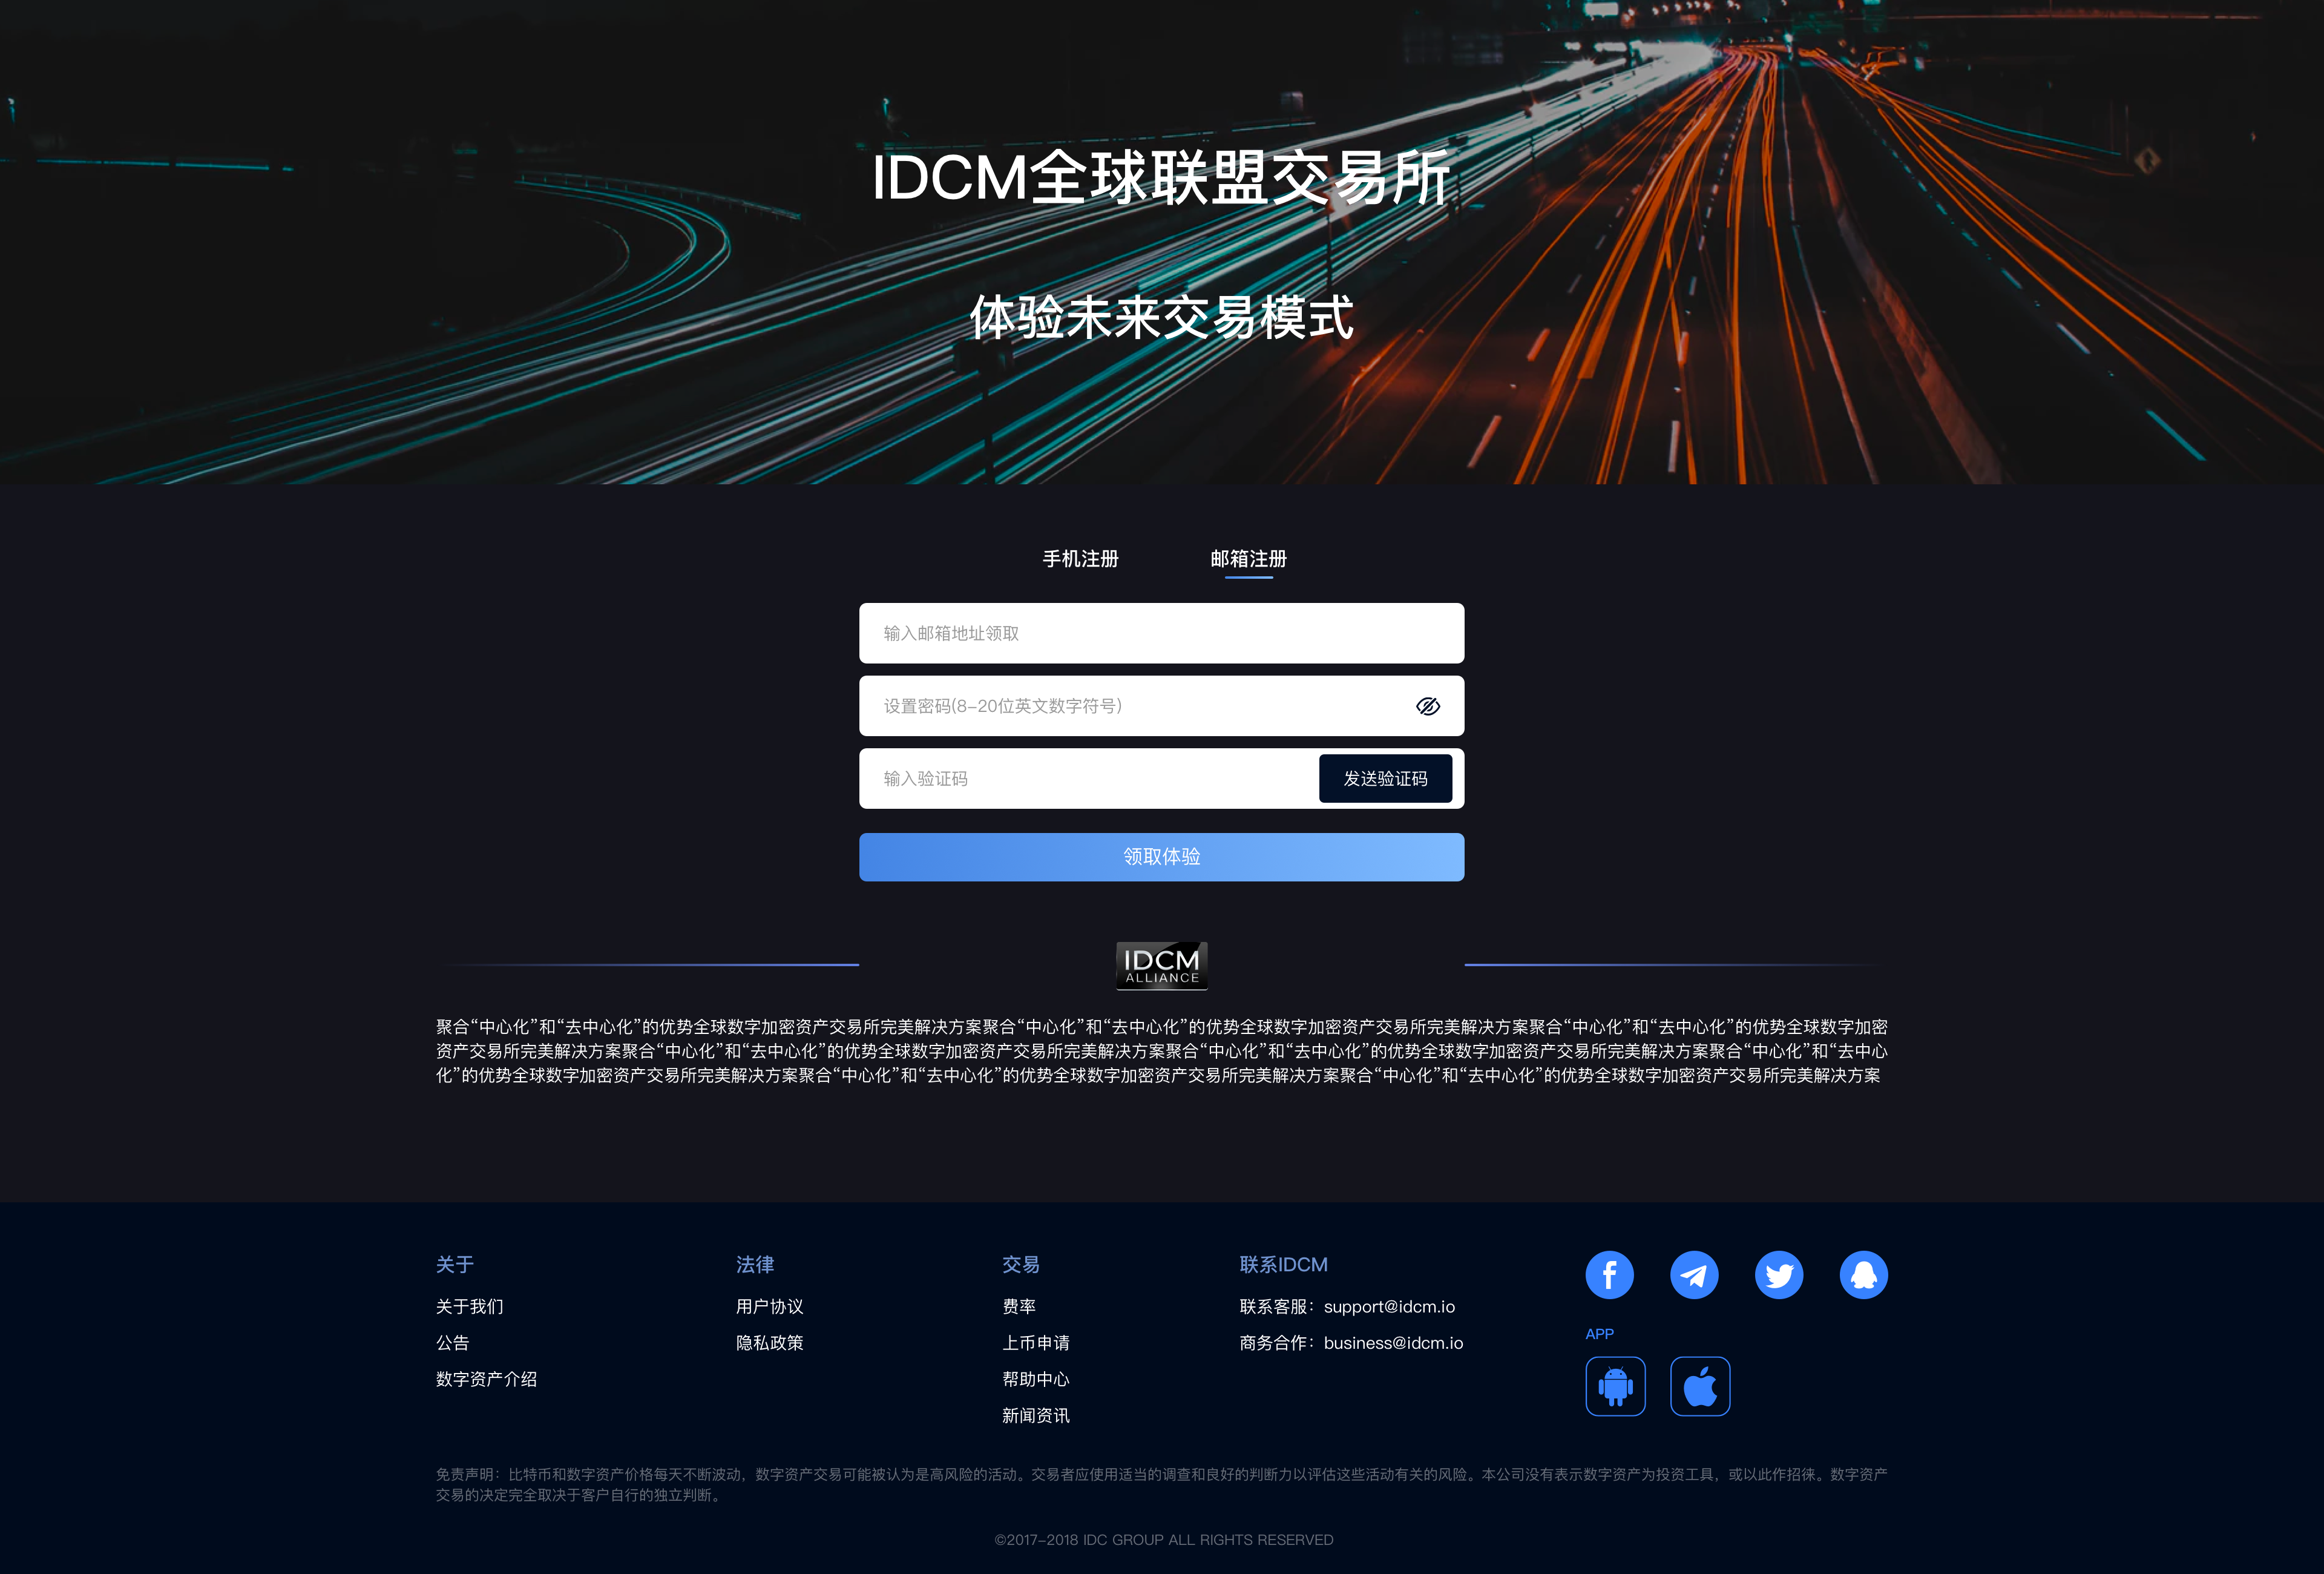 IDCM全球联盟交易所
体验未来交易模式
手机注册
邮箱注册
输入邮箱地址领取
设置密码(8-20位英文数字符号)
输入验证码
发送验证码
领取体验
IDCM
ALLIANCE
聚合“中心化”和“去中心化”的优势全球数字加密资产交易所完美解决方案聚合“中心化”和“去中心化”的优势全球数字加密资产交易所完美解决方案聚合“中心化”和“去中心化”的优势全球数字加密
资产交易所完美解决方案聚合“中心化”和“去中心化”的优势全球数字加密资产交易所完美解决方案聚合“中心化”和“去中心化”的优势全球数字加密资产交易所完美解决方案聚合“中心化”和“去中心
化”的优势全球数字加密资产交易所完美解决方案聚合“中心化”和“去中心化”的优势全球数字加密资产交易所完美解决方案聚合“中心化”和“去中心化”的优势全球数字加密资产交易所完美解决方案
关于
关于我们
公告
数字资产介绍
法律
用户协议
隐私政策
交易
费率
上币申请
帮助中心
新闻资讯
联系IDCM
联系客服：support@idcm.io
商务合作：business@idcm.io
APP
免责声明：比特币和数字资产价格每天不断波动，数字资产交易可能被认为是高风险的活动。交易者应使用适当的调查和良好的判断力以评估这些活动有关的风险。本公司没有表示数字资产为投资工具，或以此作招徕。数字资产
交易的决定完全取决于客户自行的独立判断。
©2017-2018 IDC GROUP ALL RIGHTS RESERVED